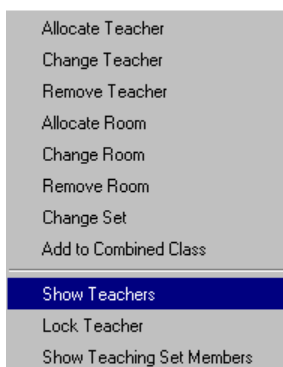 Allocate Teacher
Change Teacher
Remove Teacher
Allocate Room
Change Room
Remove Room
Change Set
Add to Combined Class
Show Teachers
Lock Teacher
Show Teaching Set Members